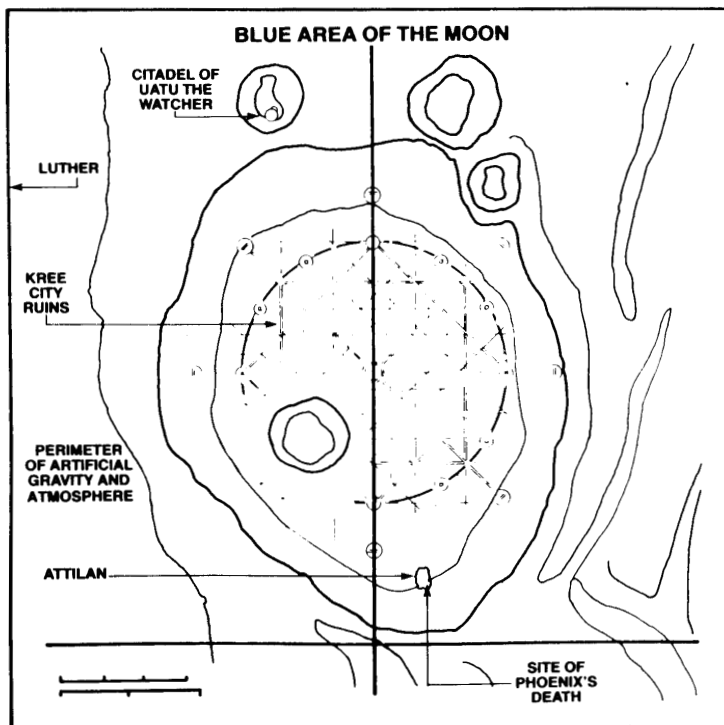 BLUE AREA OF THE MOON
CITADEL OF
UATU THE
WATCHER
LUTHER
KREE
CITY
RUINS
PERIMETER
OF ARTIFICIAL
GRAVITY AND
ATMOSPHERE
ATTILAN
SITE OF
PHOENIX'S
DEATH